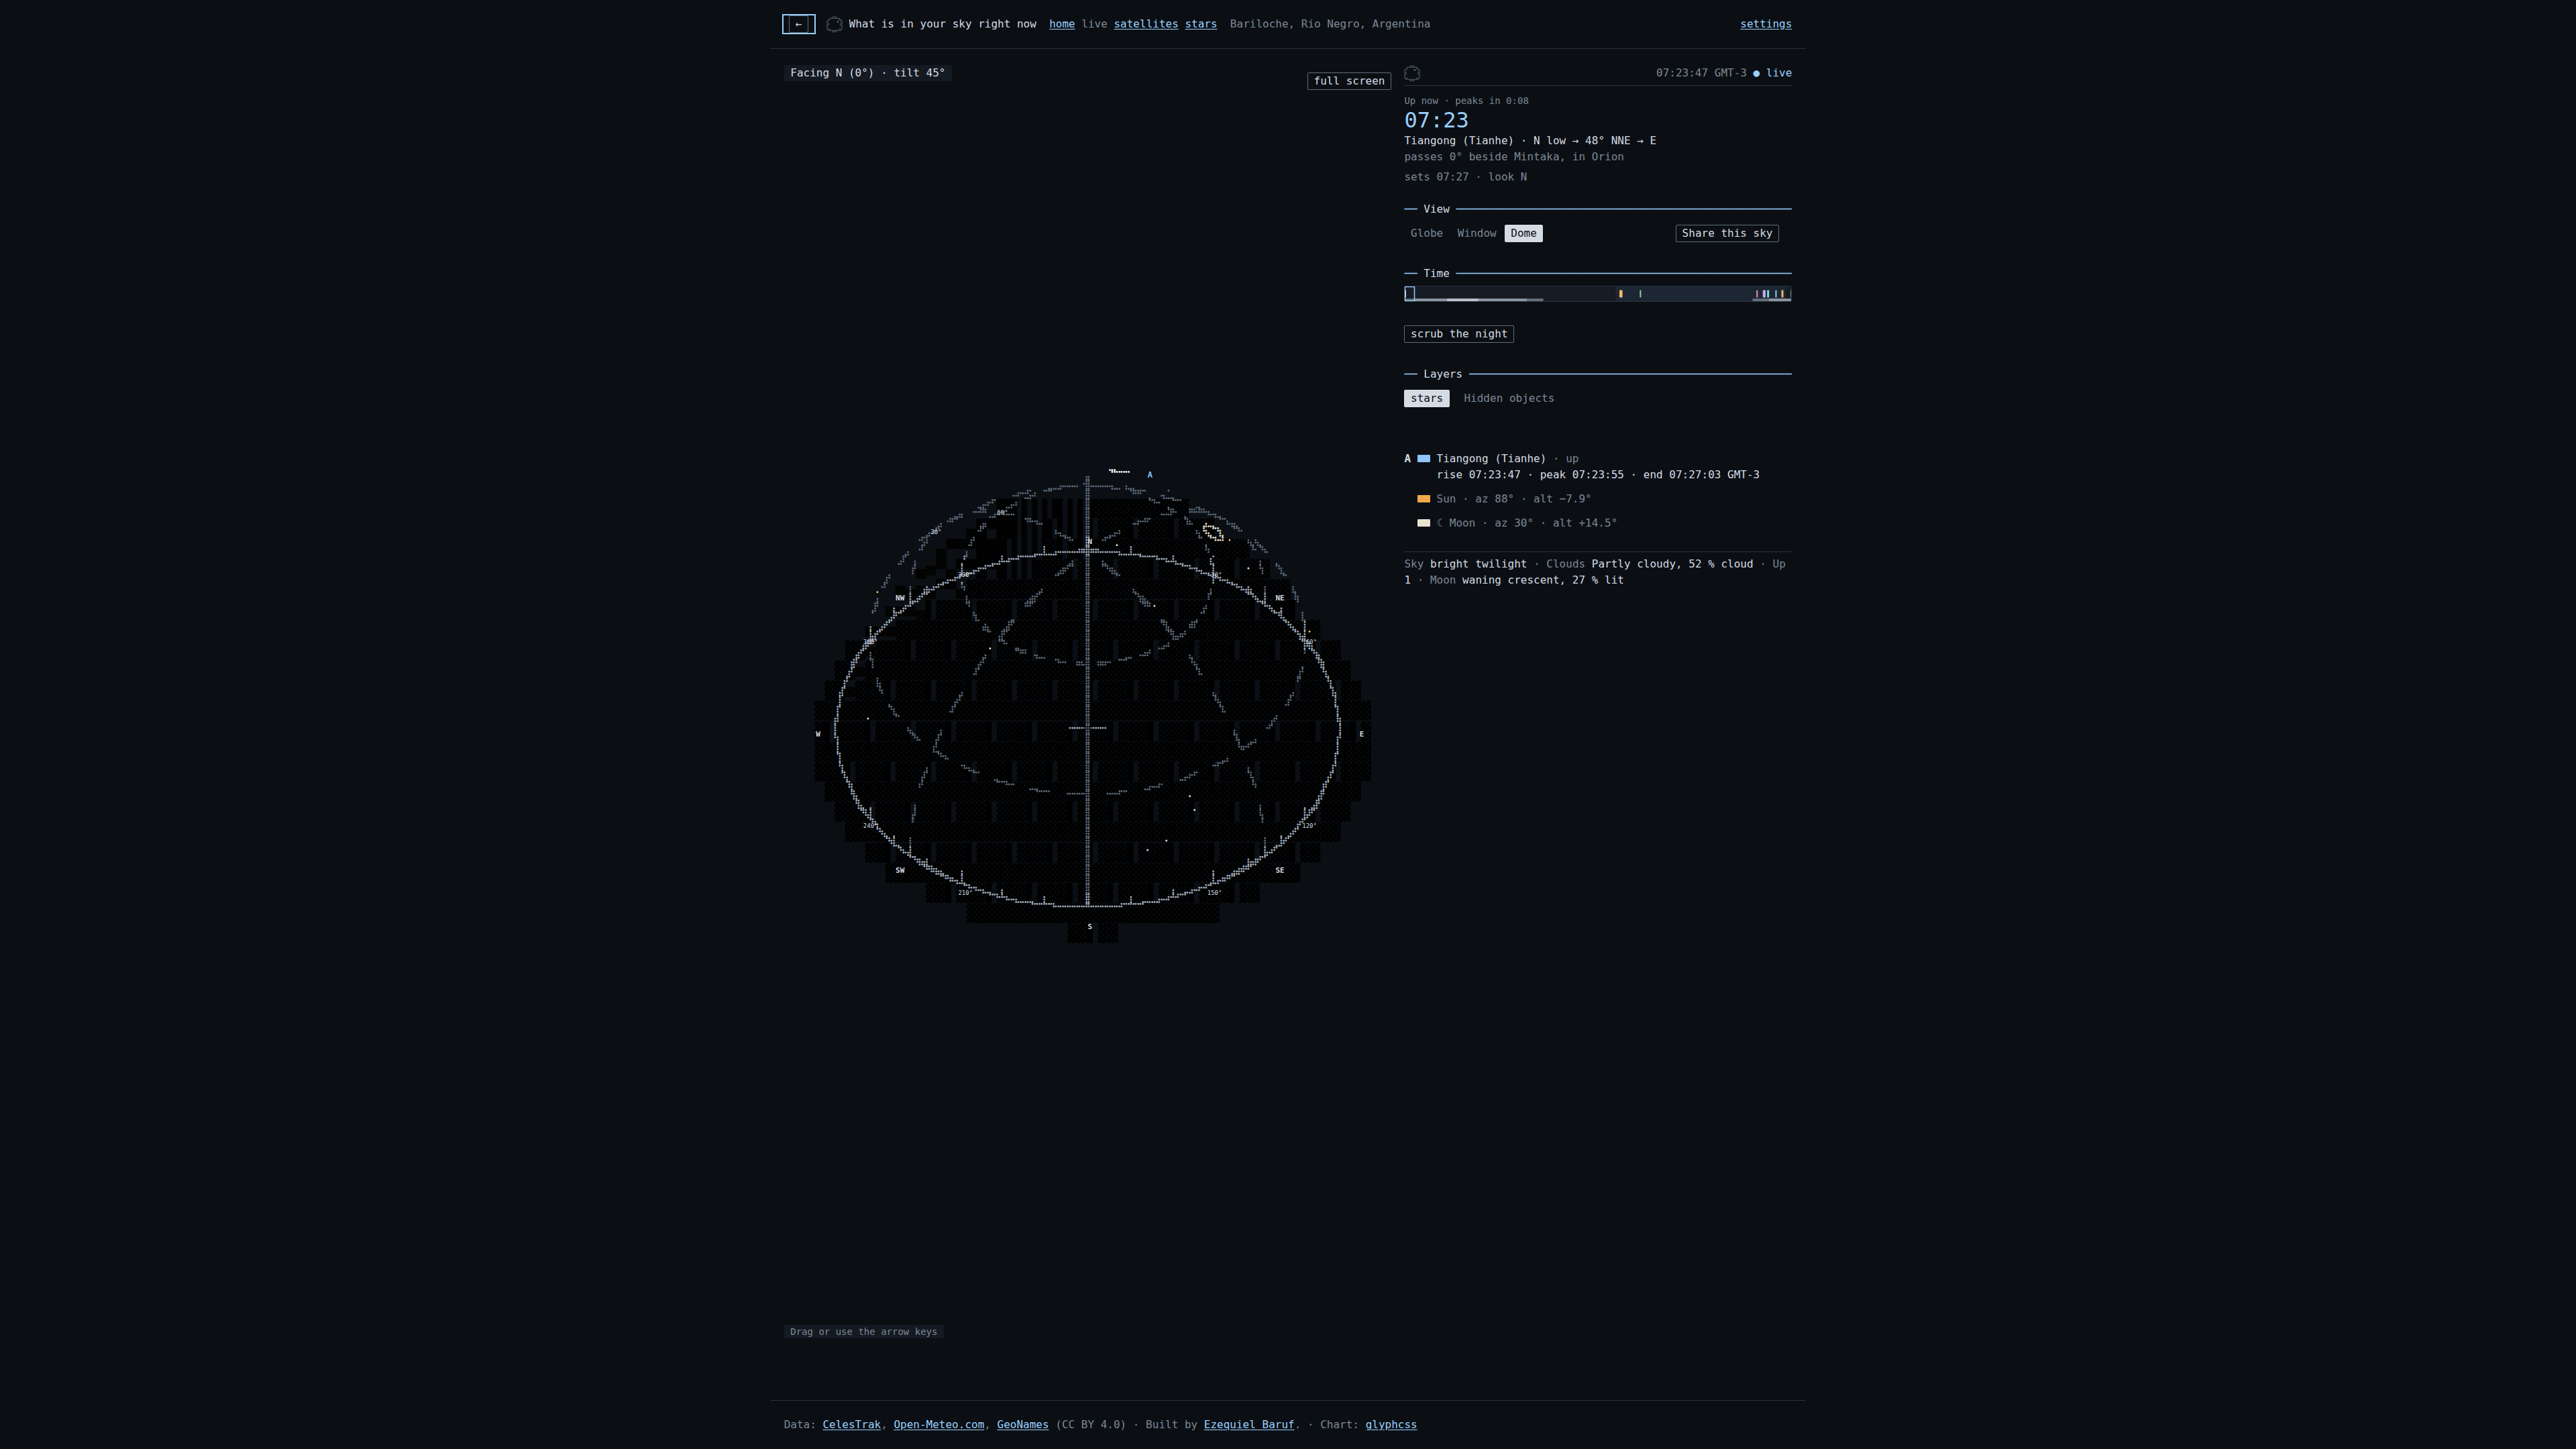 ← What is in your sky right now home live satellites stars Bariloche, Rio Negro, Argentina settings
Facing N (0°) · tilt 45°
full screen
07:23:47 GMT-3 ● live
Up now · peaks in 0:08
07:23
Tiangong (Tianhe) · N low → 48° NNE → E
passes 0° beside Mintaka, in Orion
sets 07:27 · look N
View
Globe Window Dome Share this sky
Time
scrub the night
Layers
stars Hidden objects
A Tiangong (Tianhe) · up
rise 07:23:47 · peak 07:23:55 · end 07:27:03 GMT-3
Sun · az 88° · alt −7.9°
☾ Moon · az 30° · alt +14.5°
Sky bright twilight · Clouds Partly cloudy, 52 % cloud · Up
1 · Moon waning crescent, 27 % lit
A
N
NW
NE
W
E
240°
120°
SW
SE
210°
150°
S
Drag or use the arrow keys
Data: CelesTrak, Open-Meteo.com, GeoNames (CC BY 4.0) · Built by Ezequiel Baruf. · Chart: glyphcss